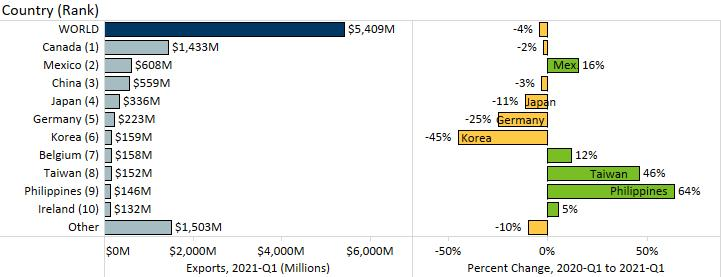 Country (Rank)
WORLD $5,409M -4%
Canada (1) $1,433M -2%
Mexico (2) $608M Mex. 16%
China (3) $559M -3%
Japan (4) $336M -11% Japan
Germany (5) $223M -25% Germany
Korea (6) $159M -45% Korea
Belgium (7) $158M 12%
Taiwan (8) $152M Taiwan 46%
Philippines (9) $146M Philippines 64%
Ireland (10) $132M 5%
Other $1,503M -10%
$0M $2,000M $4,000M $6,000M -50% 0% 50%
Exports, 2021-Q1 (Millions) Percent Change, 2020-Q1 to 2021-Q1